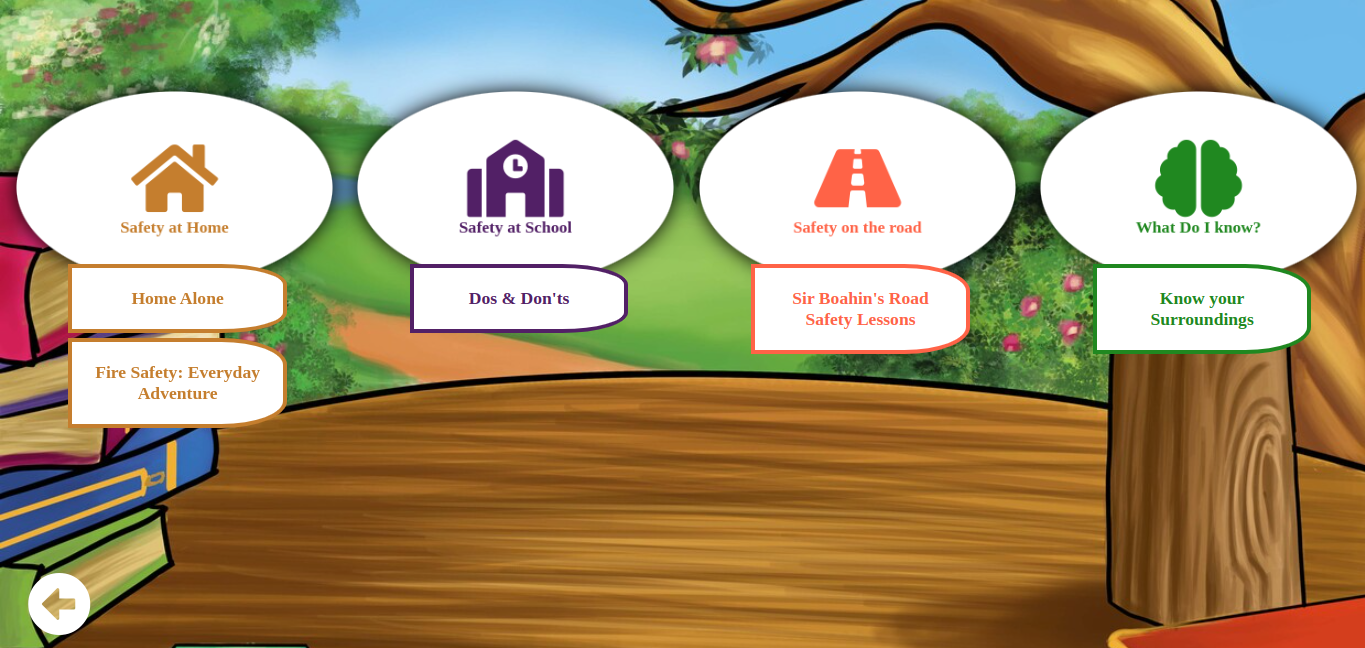 Safety at Home
Safety at School
Safety on the road
What Do I know?
Home Alone
Dos & Don'ts
Sir Boahin's Road
Safety Lessons
Know your
Surroundings
Fire Safety: Everyday
Adventure